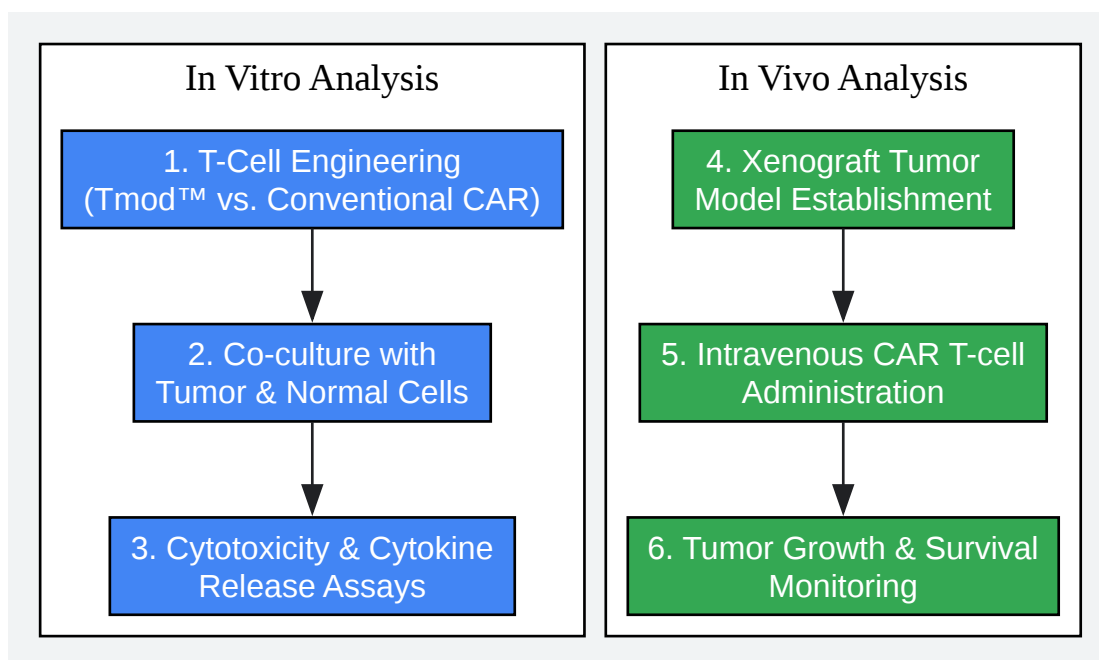 In Vitro Analysis
1. T-Cell Engineering
(Tmod™ vs. Conventional CAR)
2. Co-culture with
Tumor & Normal Cells
3. Cytotoxicity & Cytokine
Release Assays
In Vivo Analysis
4. Xenograft Tumor
Model Establishment
5. Intravenous CAR T-cell
Administration
6. Tumor Growth & Survival
Monitoring